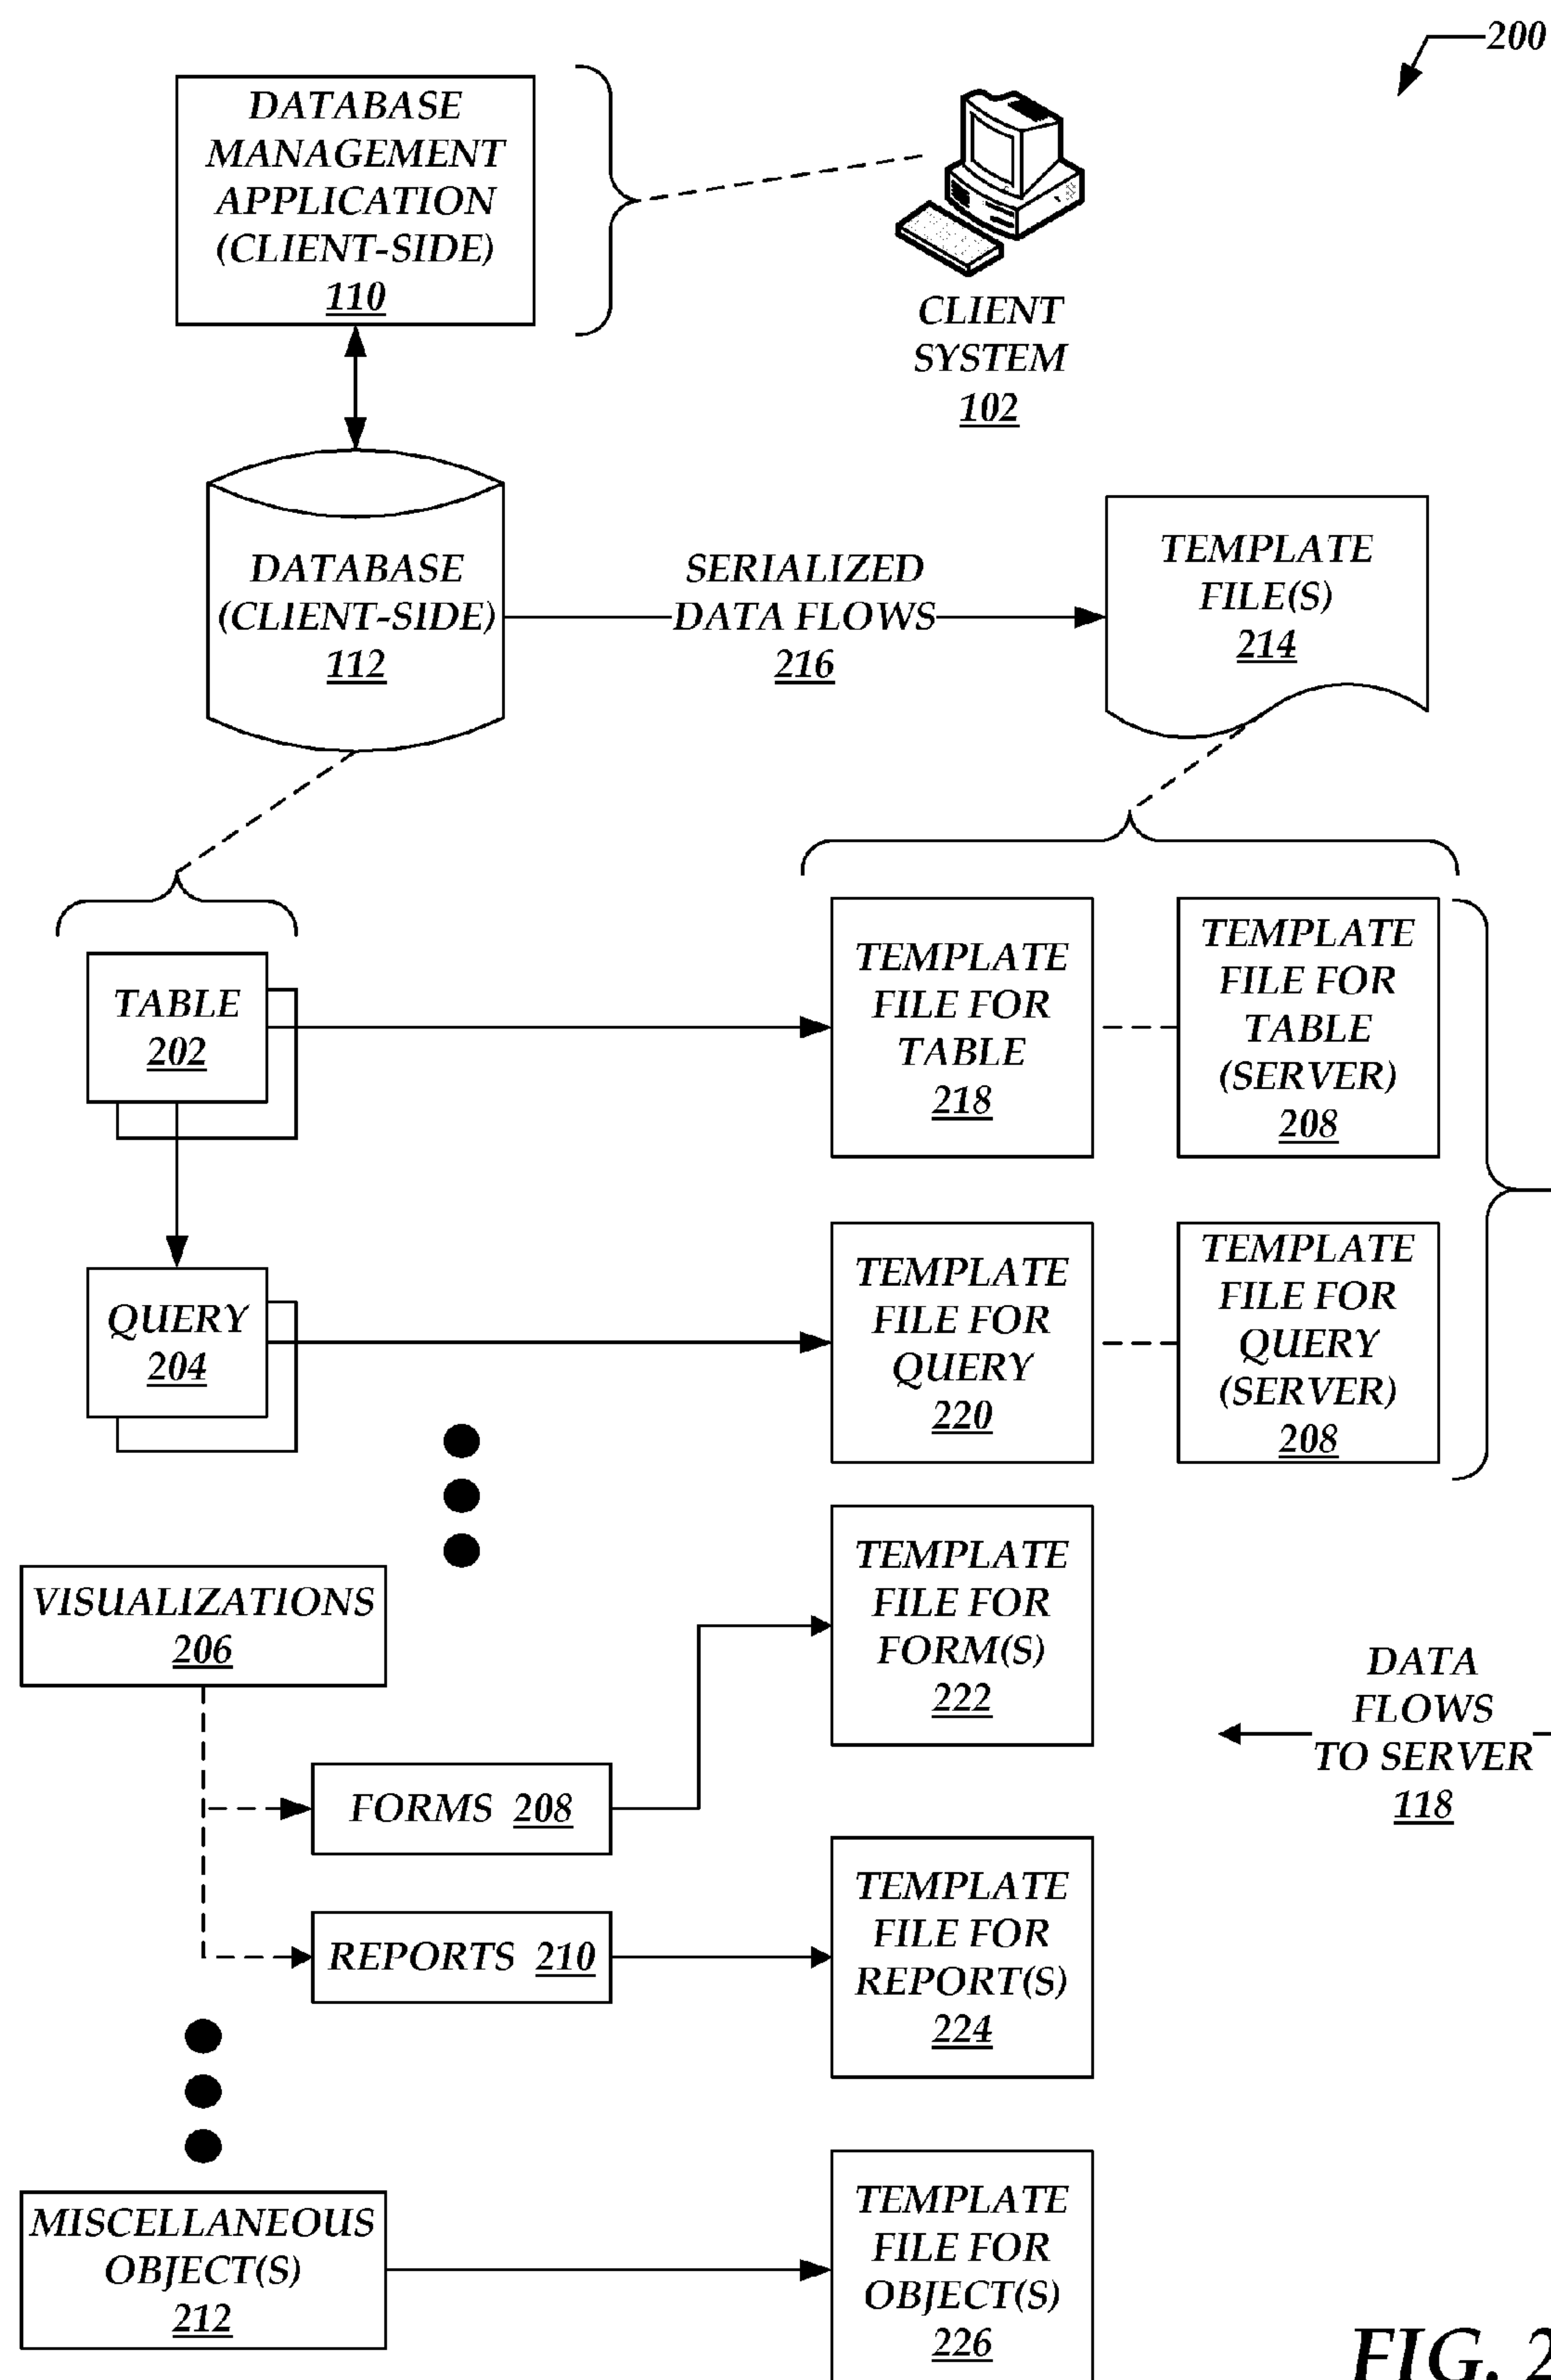 200
DATABASE
MANAGEMENT
APPLICATION
(CLIENT-SIDE)
110
CLIENT
SYSTEM
102
DATABASE
(CLIENT-SIDE)
112
SERIALIZED
DATA FLOWS
216
TEMPLATE
FILE(S)
214
TABLE
202
TEMPLATE
FILE FOR
TABLE
218
TEMPLATE
FILE FOR
TABLE
(SERVER)
208
QUERY
204
TEMPLATE
FILE FOR
QUERY
220
TEMPLATE
FILE FOR
QUERY
(SERVER)
208
VISUALIZATIONS
206
TEMPLATE
FILE FOR
FORM(S)
222
DATA
FLOWS
TO SERVER
118
FORMS 208
REPORTS 210
TEMPLATE
FILE FOR
REPORT(S)
224
MISCELLANEOUS
OBJECT(S)
212
TEMPLATE
FILE FOR
OBJECT(S)
226
FIG. 2